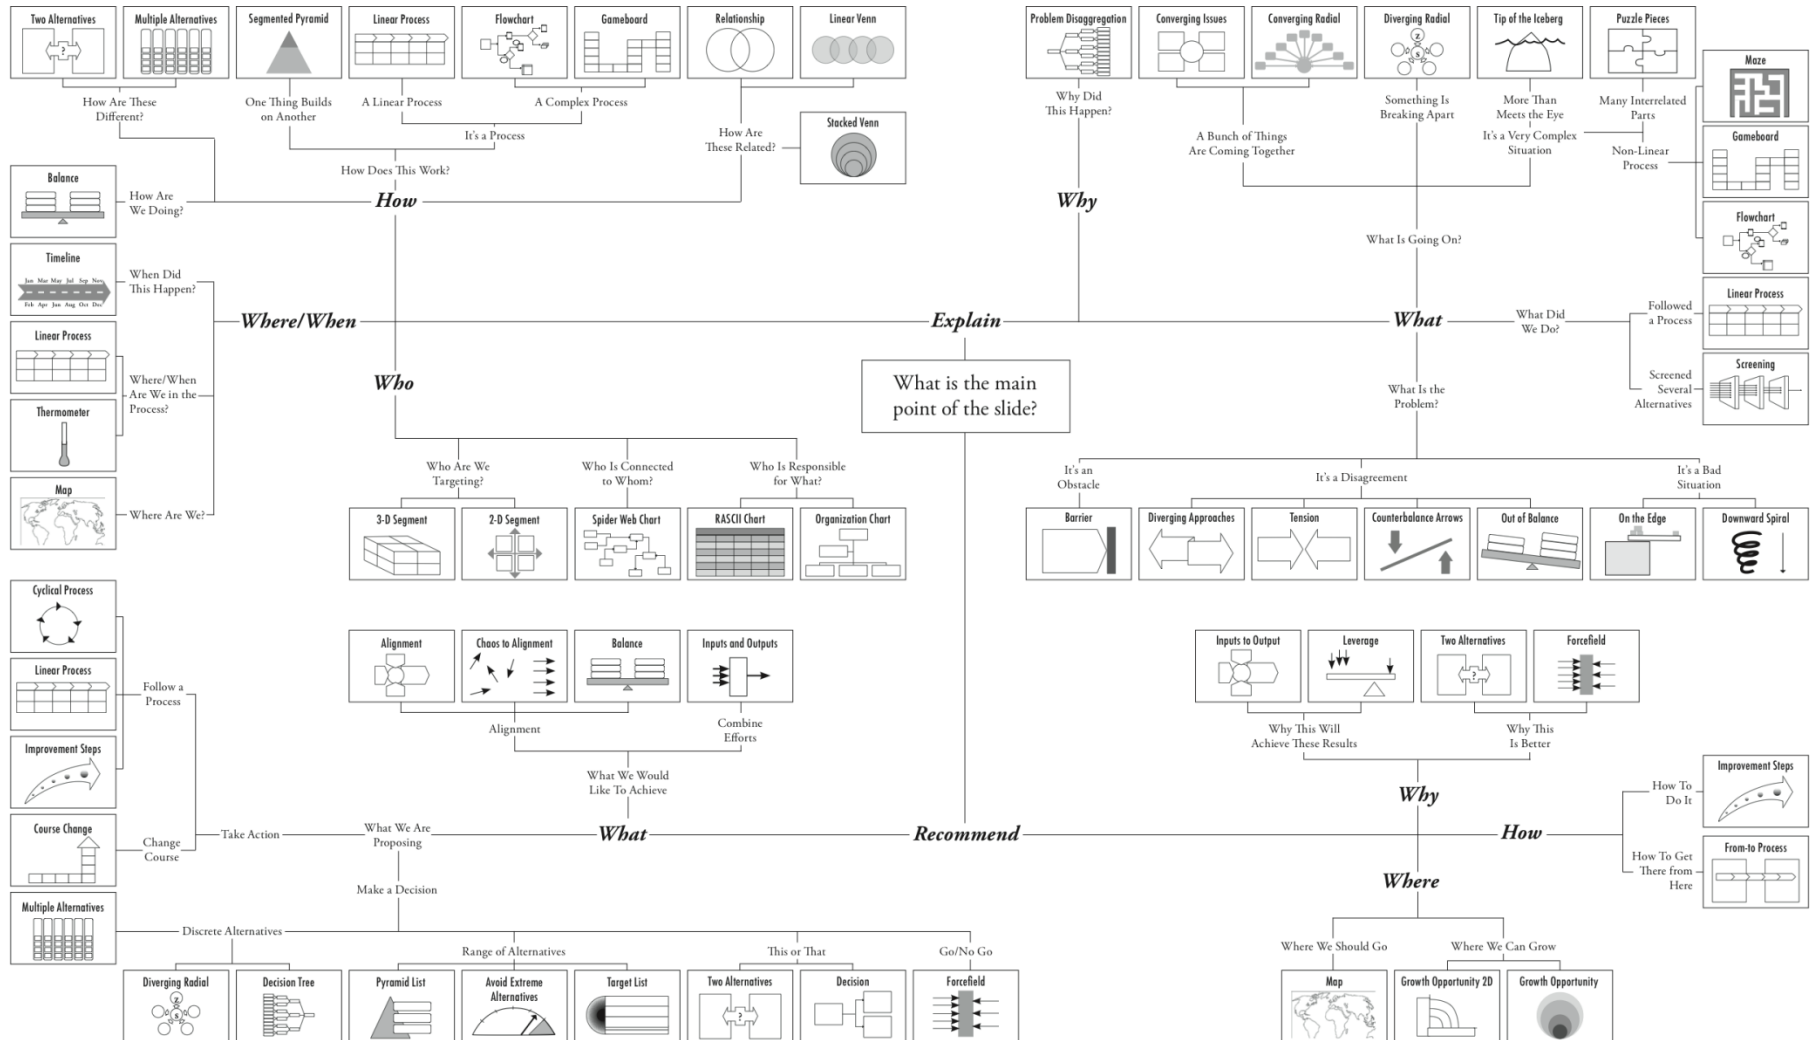 Two Alternatives
?
Multiple Alternatives
Segmented Pyramid
Linear Process
Flowchart
Gameboard
Relationship
Linear Venn
How Are These
Different?
One Thing Builds
on Another
A Linear Process
A Complex Process
It's a Process
How Does This Work?
How Are
These Related?
Stacked Venn
Balance
How Are
We Doing?
How
Timeline
Jan Mar May Jul Sep Nov
Feb Apr Jun Aug Oct Dec
When Did
This Happen?
Linear Process
Where/When
Are We in the
Process?
Thermometer
Map
Where Are We?
Where/When
Who
Who Are We
Targeting?
Who Is Connected
to Whom?
Who Is Responsible
for What?
3-D Segment
2-D Segment
Spider Web Chart
RASCII Chart
Organization Chart
Explain
What is the main
point of the slide?
Problem Disaggregation
Converging Issues
Converging Radial
Diverging Radial
Z
S
Tip of the Iceberg
Puzzle Pieces
Maze
Gameboard
Flowchart
Why Did
This Happen?
A Bunch of Things
Are Coming Together
Something Is
Breaking Apart
More Than
Meets the Eye
It's a Very Complex
Situation
Many Interrelated
Parts
Non-Linear
Process
Why
What Is Going On?
What
What Did
We Do?
Followed
a Process
Linear Process
Screened
Several
Alternatives
Screening
What Is the
Problem?
It's an
Obstacle
It's a Disagreement
It's a Bad
Situation
Barrier
Diverging Approaches
Tension
Counterbalance Arrows
Out of Balance
On the Edge
Downward Spiral
Cyclical Process
Linear Process
Follow a
Process
Improvement Steps
Course Change
Change
Course
Take Action
Alignment
Chaos to Alignment
Balance
Inputs and Outputs
Alignment
Combine
Efforts
What We Would
Like To Achieve
What We Are
Proposing
What
Recommend
Make a Decision
Multiple Alternatives
Discrete Alternatives
Range of Alternatives
This or That
Go/No Go
Diverging Radial
Z
S
Decision Tree
Pyramid List
Avoid Extreme
Alternatives
Target List
Two Alternatives
?
Decision
Forcefield
Inputs to Output
Leverage
Two Alternatives
?
Forcefield
Why This Will
Achieve These Results
Why This
Is Better
Why
How
How To
Do It
Improvement Steps
How To Get
There from
Here
From-to Process
Where
Where We Should Go
Where We Can Grow
Map
Growth Opportunity 2D
Growth Opportunity